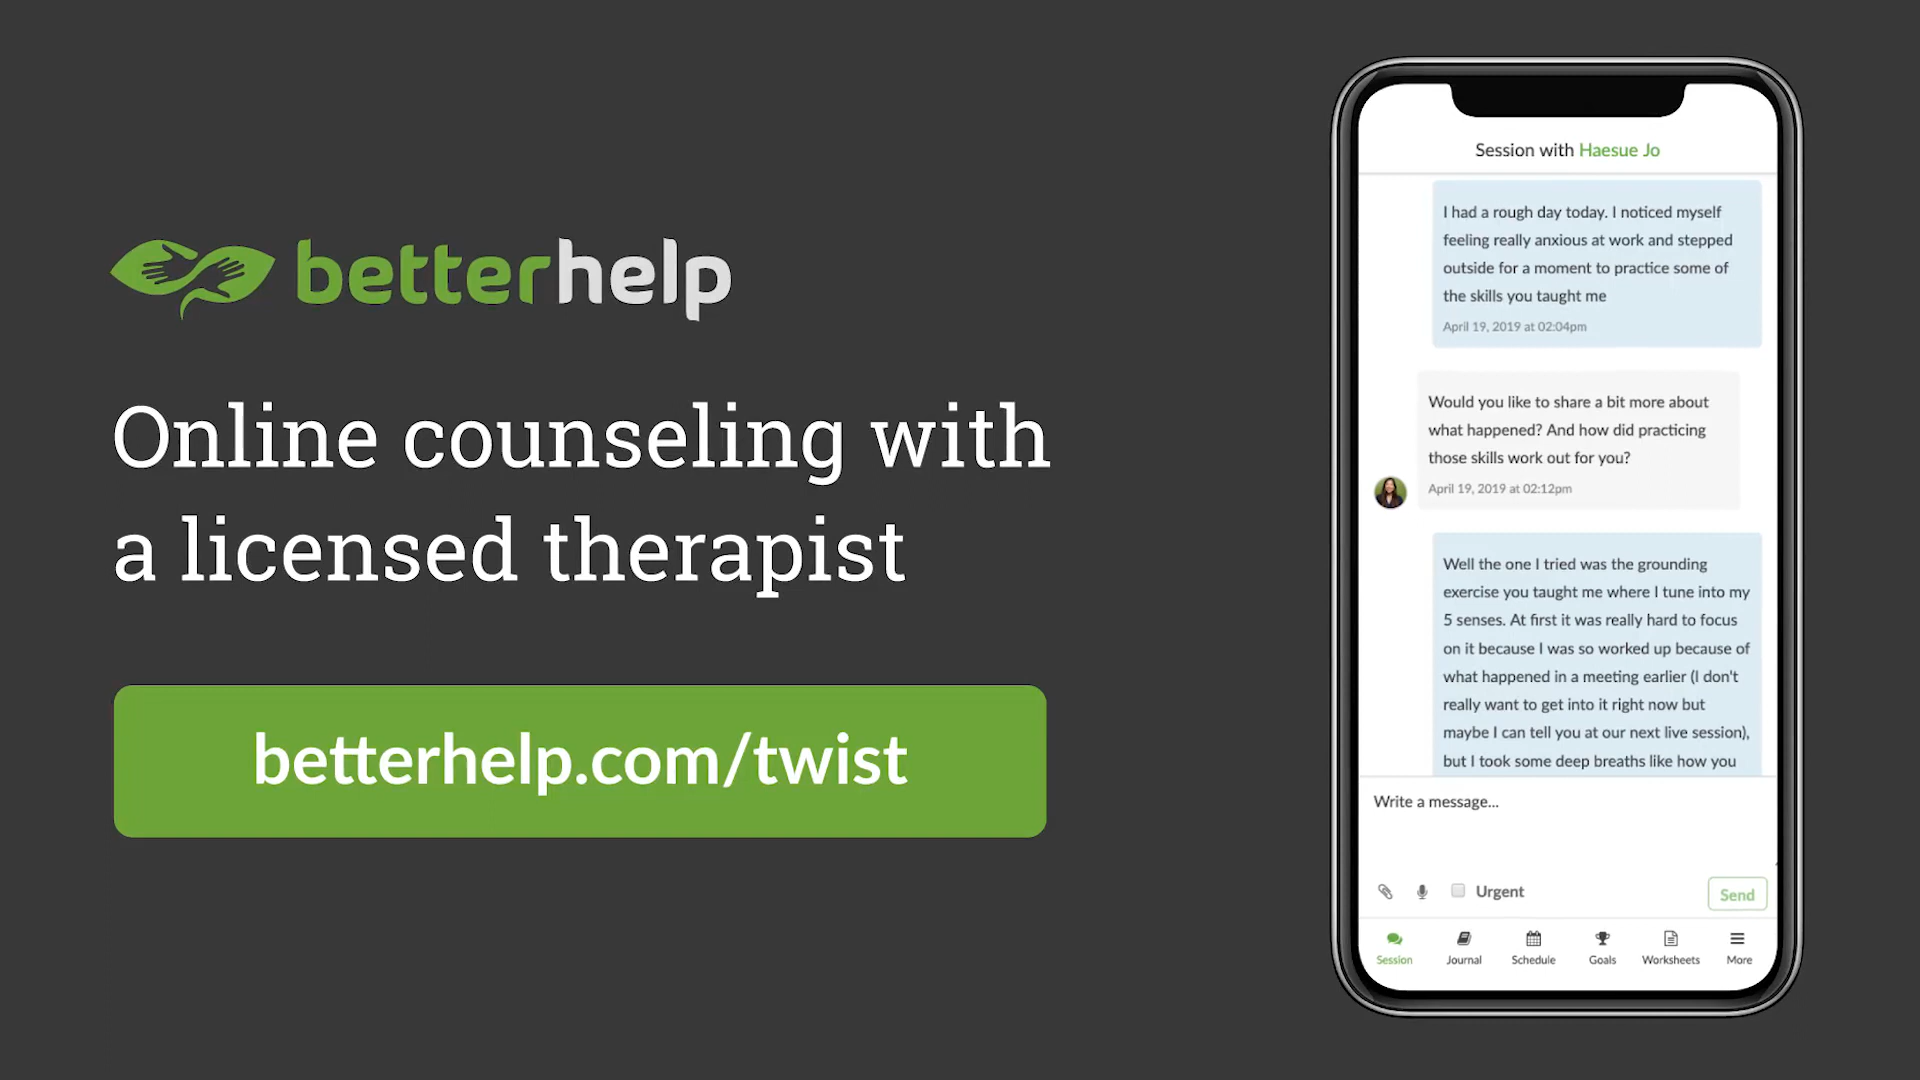 betterhelp
Online counseling with
a licensed therapist
betterhelp.com/twist
Session with Haesue Jo
I had a rough day today. I noticed myself
feeling really anxious at work and stepped
outside for a moment to practice some of
the skills you taught me
April 19, 2019 at 02:04pm
Would you like to share a bit more about
what happened? And how did practicing
those skills work out for you?
April 19, 2019 at 02:12pm
Well the one I tried was the grounding
exercise you taught me where I tune into my
5 senses. At first it was really hard to focus
on it because I was so worked up because of
what happened in a meeting earlier (I don't
really want to get into it right now but
maybe I can tell you at our next live session),
but I took some deep breaths like how you
Write a message...
Urgent
Send
Session Journal Schedule Goals Worksheets More